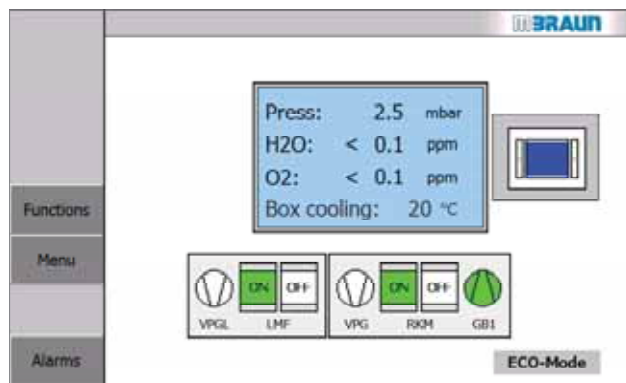 MBRAUN
Press: 2.5 mbar
H2O: < 0.1 ppm
O2: < 0.1 ppm
Box cooling: 20 °C
Functions
Menu
ON OFF ON OFF
VPGL LMF VPG RKM GB1
Alarms
ECO-Mode